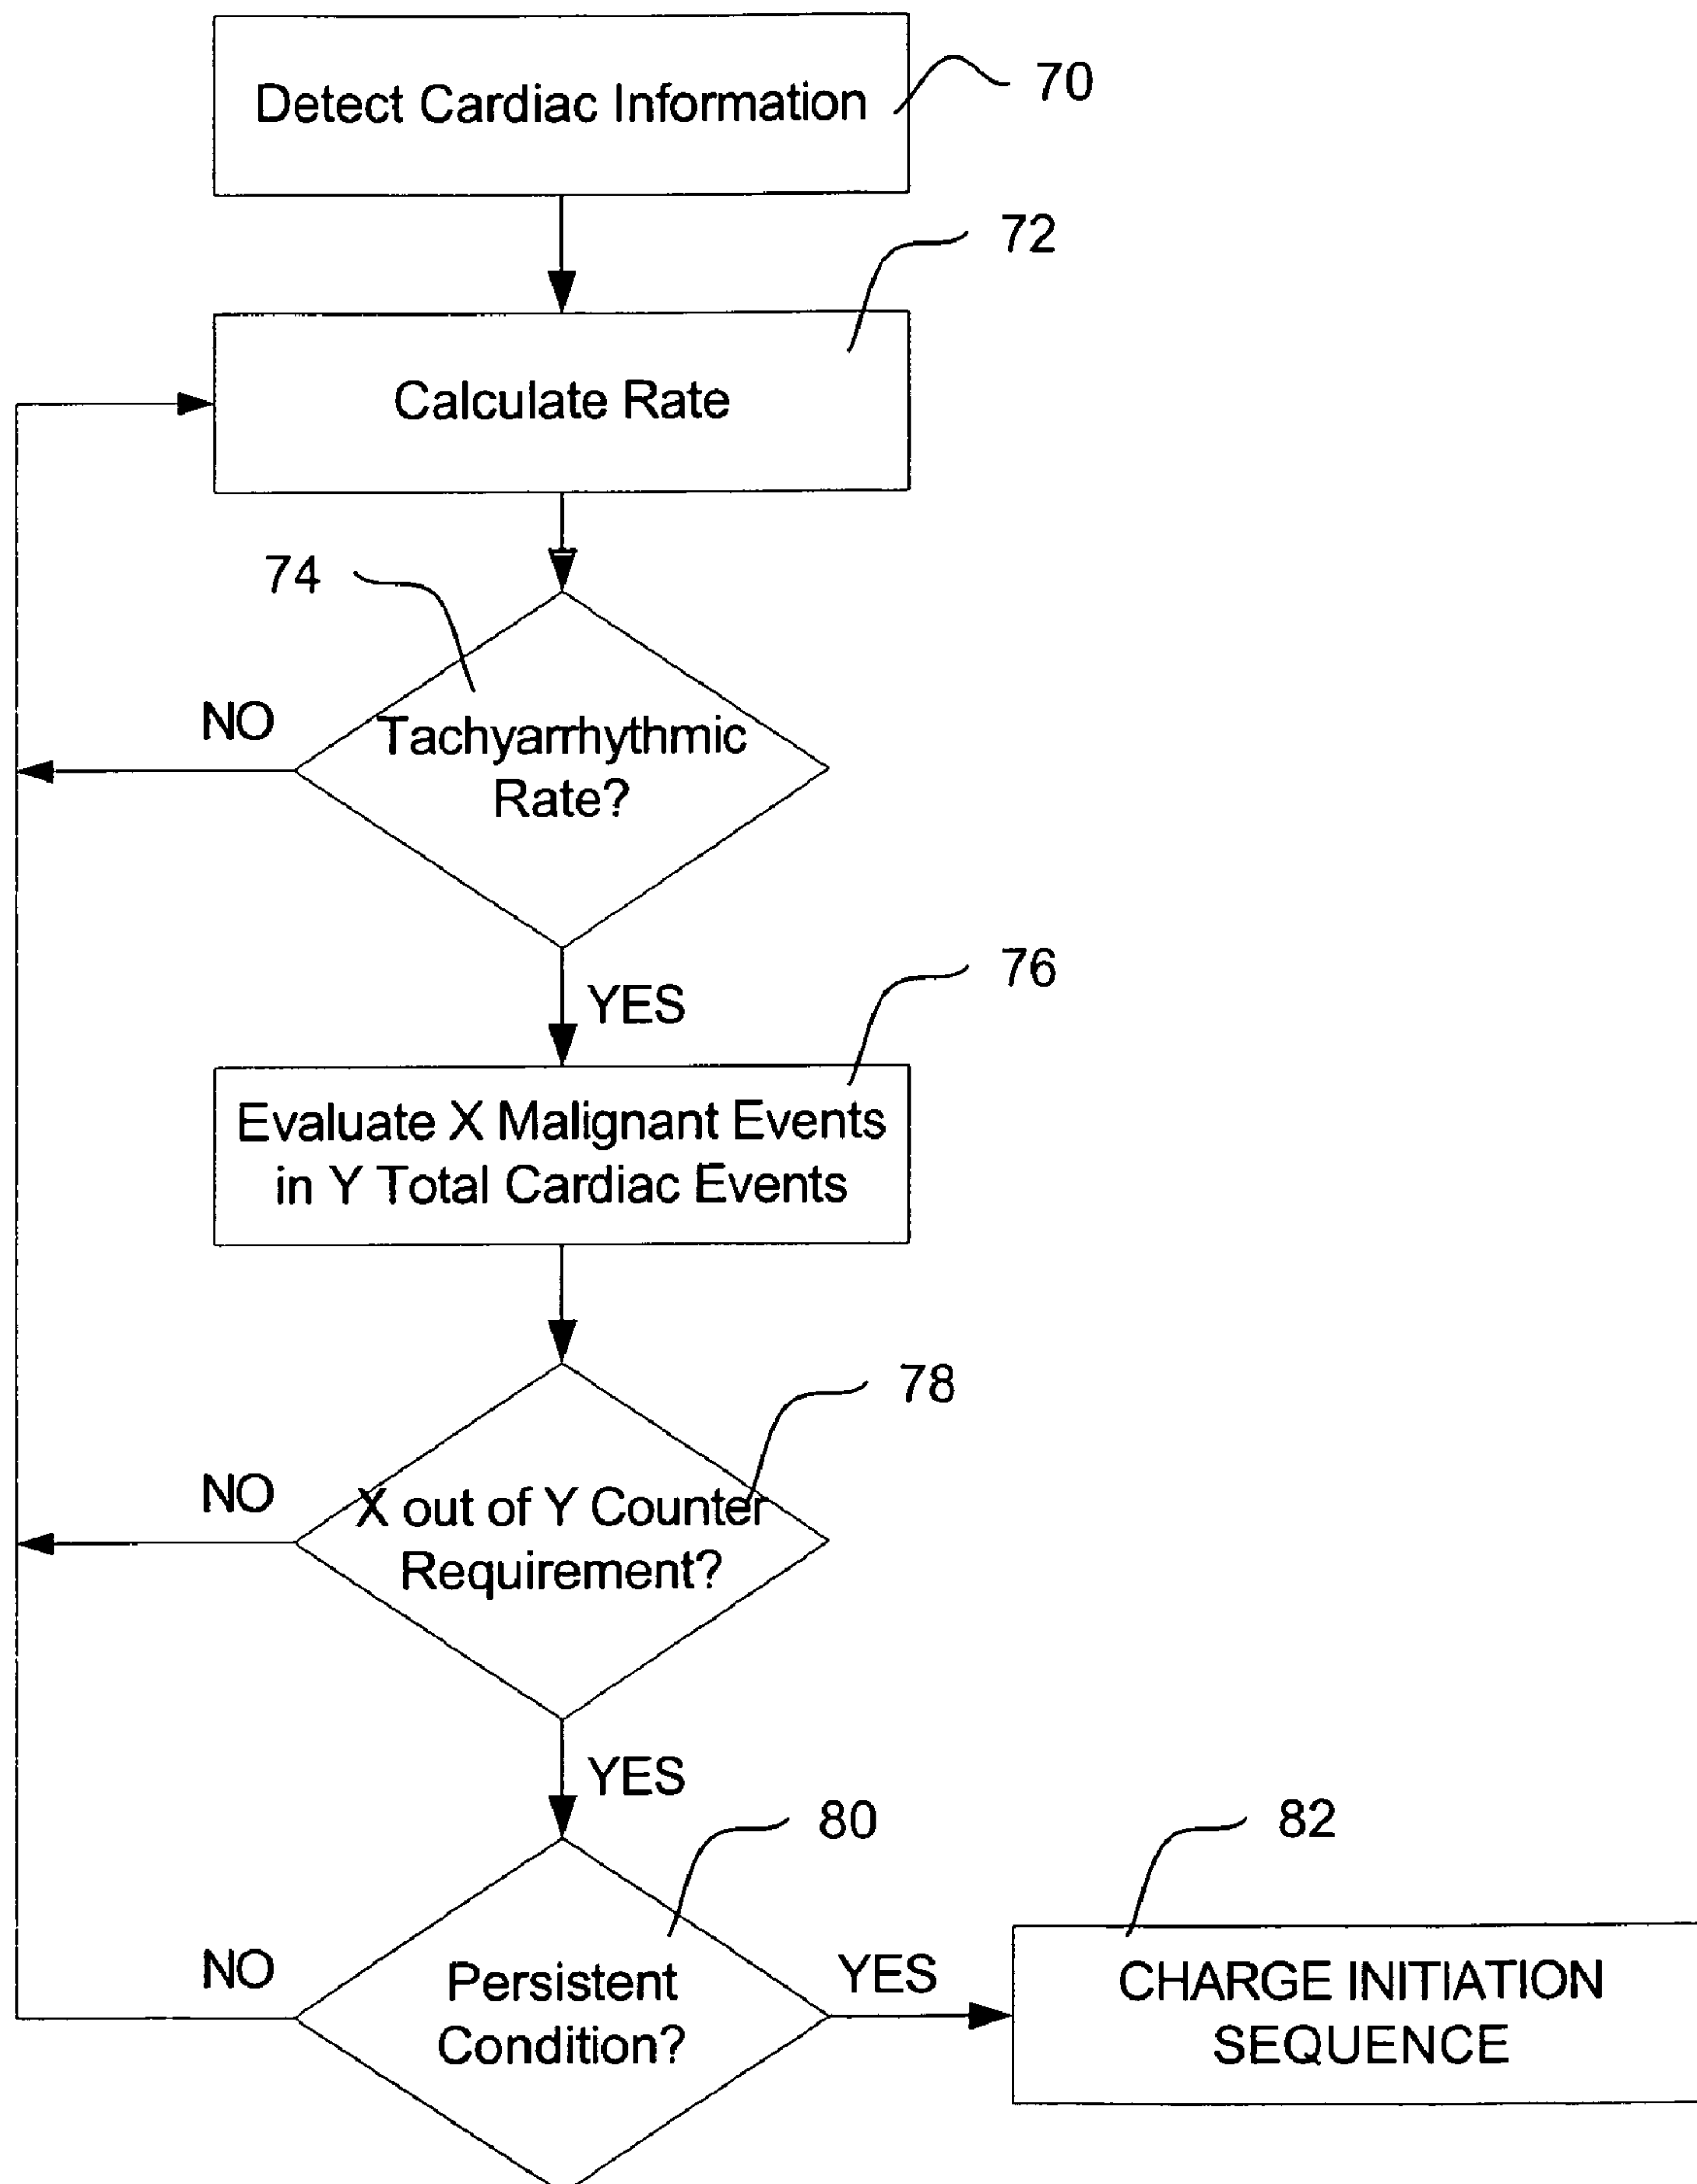 Detect Cardiac Information
70
72
Calculate Rate
74
NO
Tachyarrhythmic
Rate?
YES
76
Evaluate X Malignant Events
in Y Total Cardiac Events
78
NO
X out of Y Counter
Requirement?
YES
80
82
NO
Persistent
Condition?
YES
CHARGE INITIATION
SEQUENCE